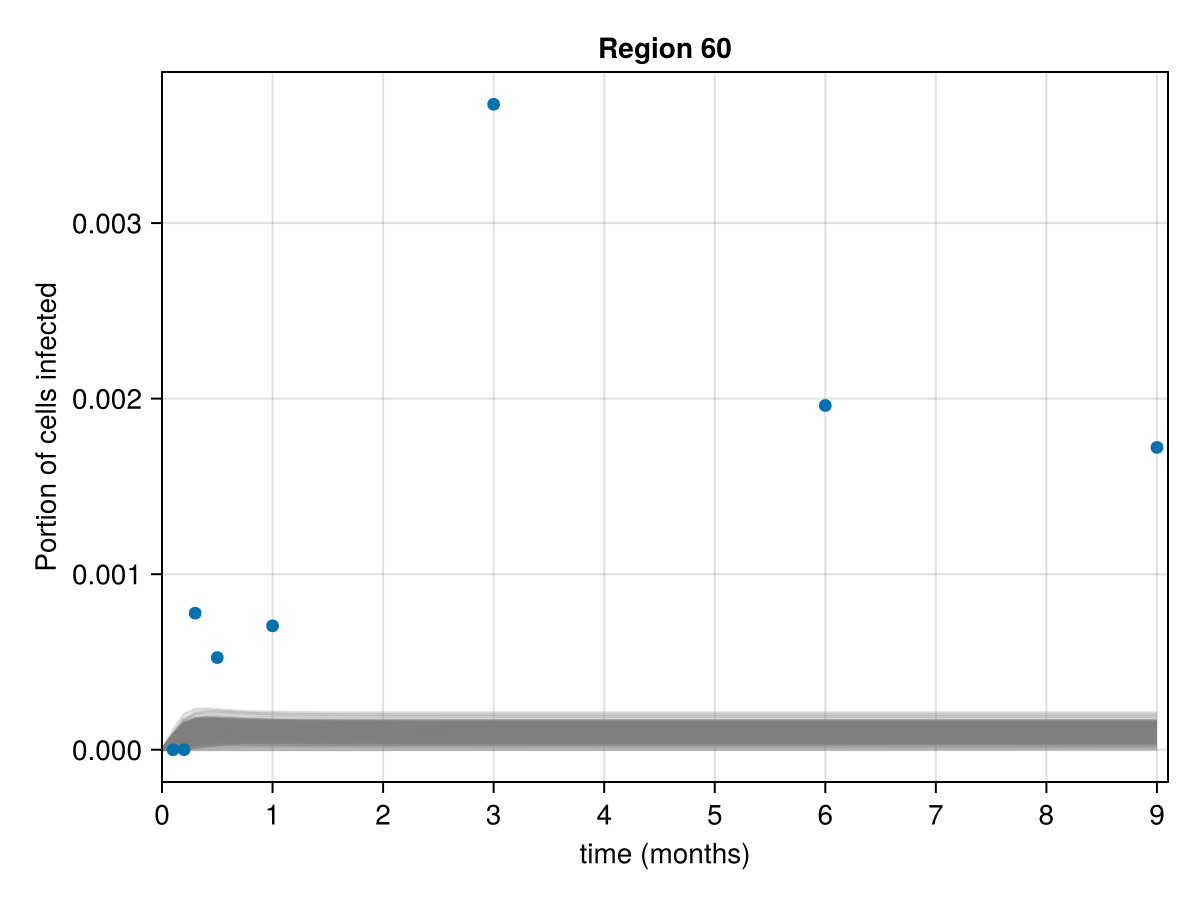 Region 60
Portion of cells infected
0.003
0.002
0.001
0.000
0 1 2 3 4 5 6 7 8 9
time (months)